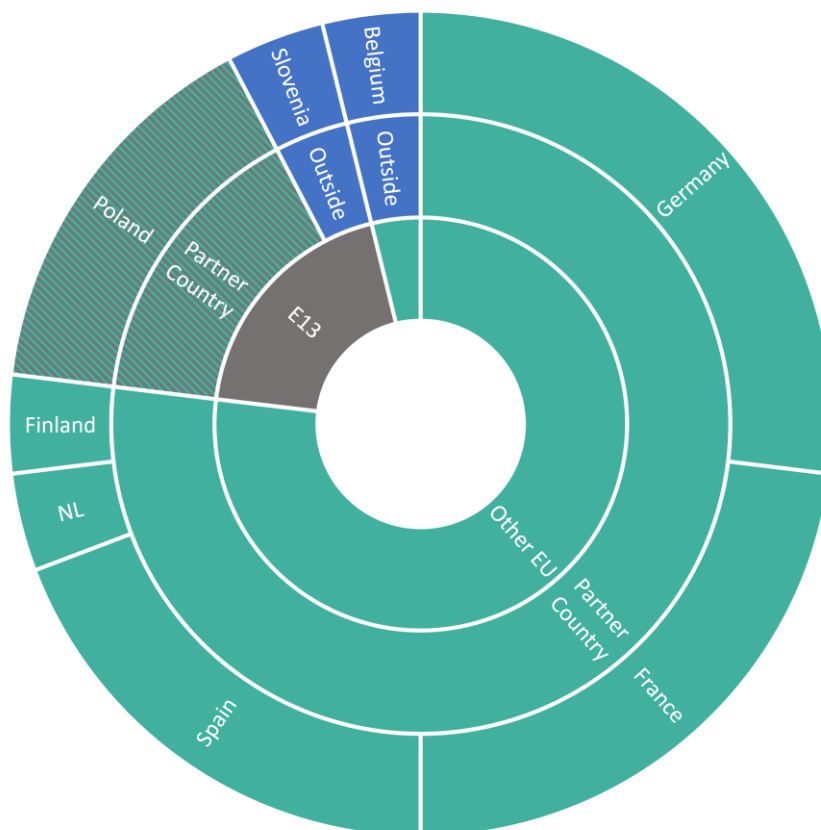 Slovenia
Belgium
Outside
Outside
Germany
Poland
Partner
Country
E13
Finland
NL
Other EU
Partner
Country
Spain
France